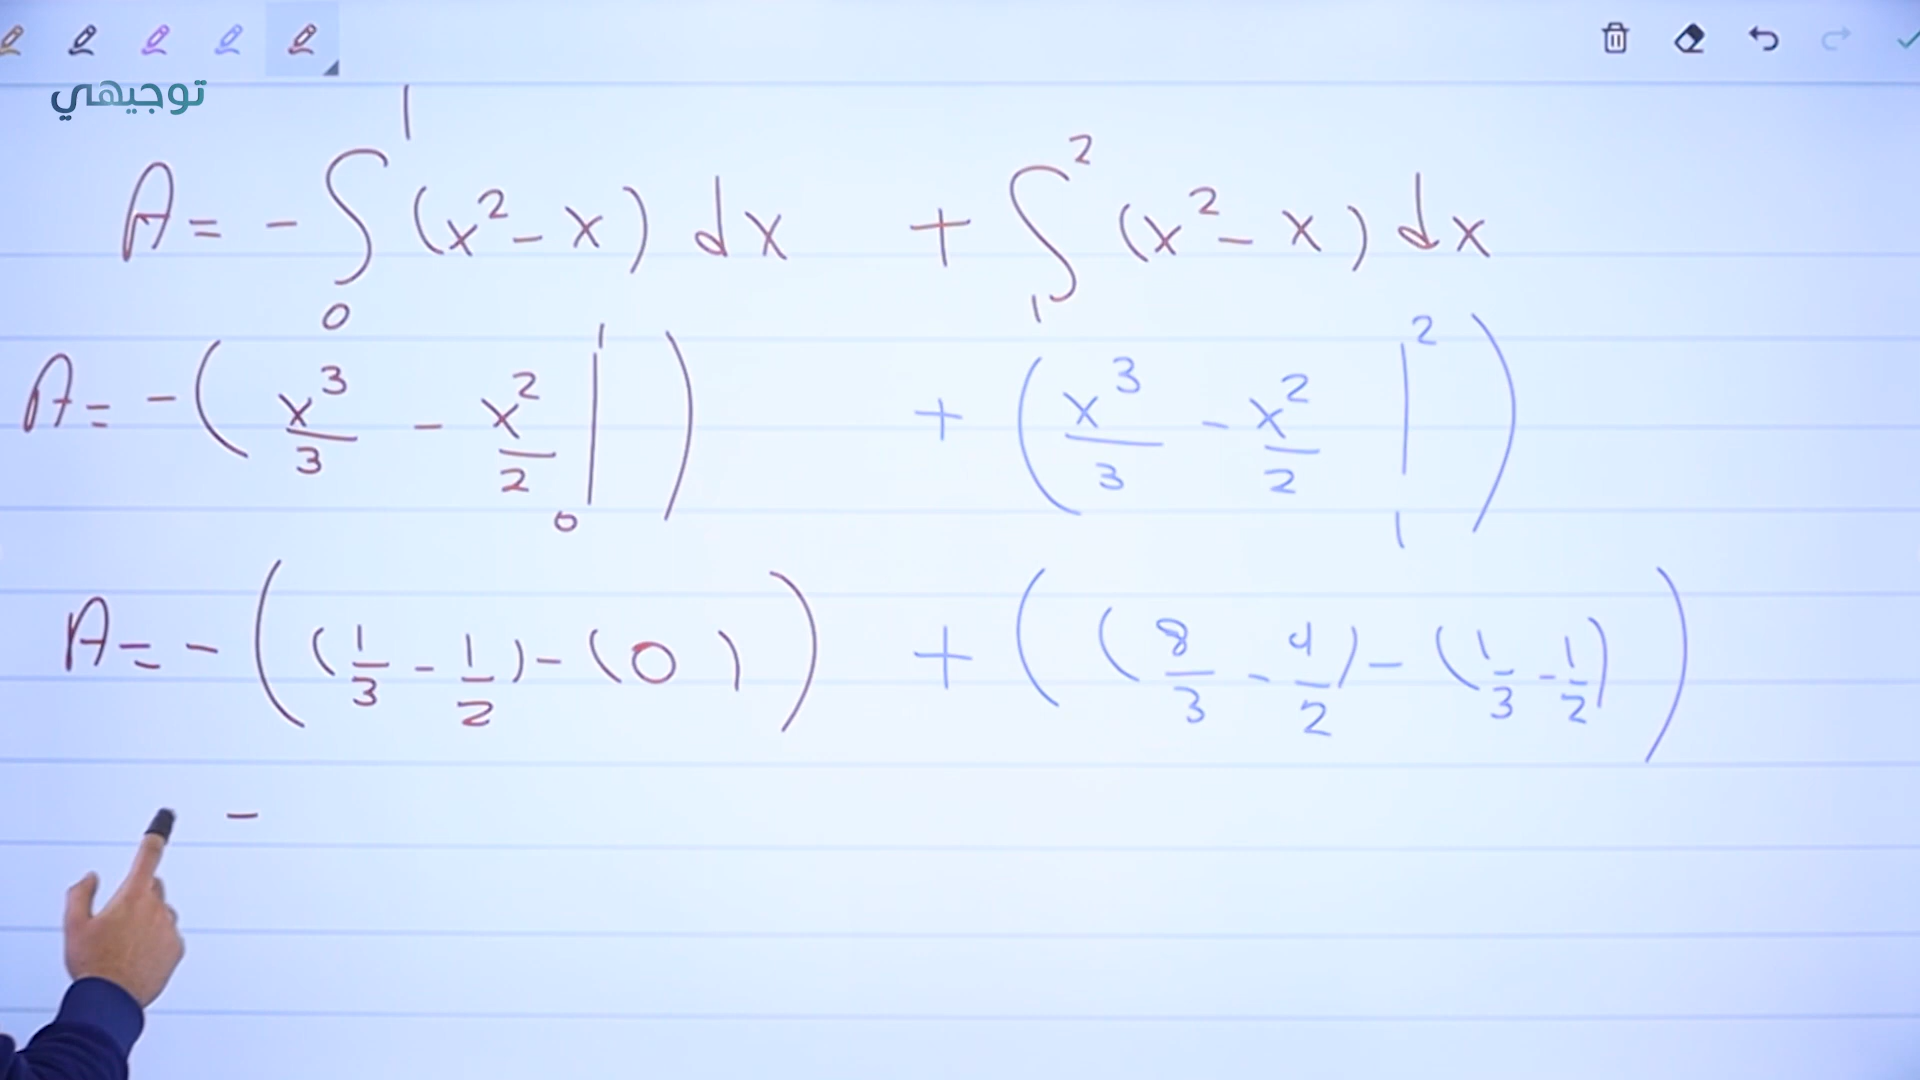 توجيهي
A = - ∫₀¹ (x² - x) dx + ∫₁² (x² - x) dx
A = - ( x³/3 - x²/2 |₀¹ ) + ( x³/3 - x²/2 |₁² )
A = - ( (1/3 - 1/2) - (0) ) + ( (8/3 - 4/2) - (1/3 - 1/2) )
-